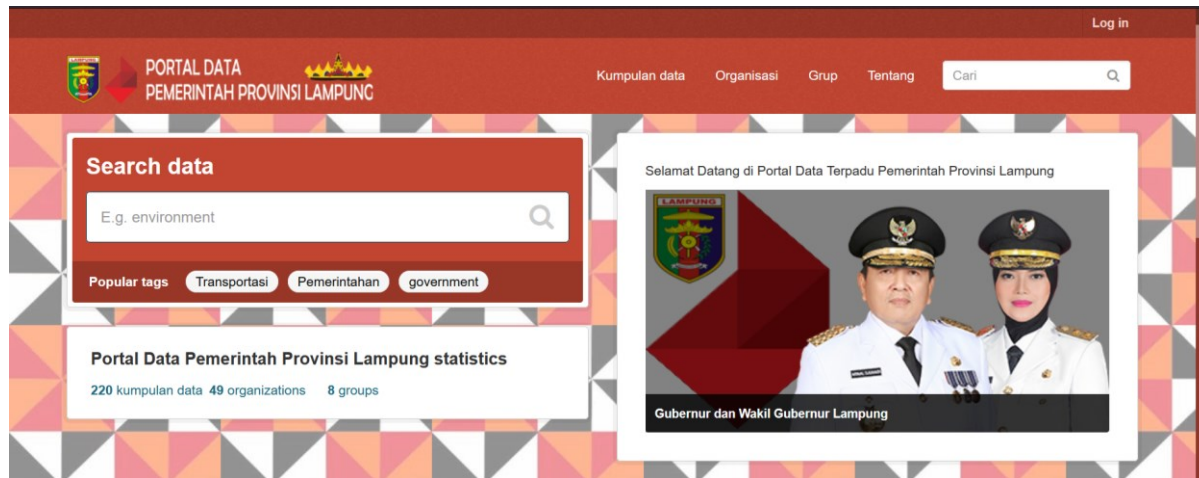 Log in
LAMPUNG
PORTAL DATA
PEMERINTAH PROVINSI LAMPUNG
Kumpulan data Organisasi Grup Tentang Cari
Search data
E.g. environment
Popular tags Transportasi Pemerintahan government
Portal Data Pemerintah Provinsi Lampung statistics
220 kumpulan data 49 organizations 8 groups
Selamat Datang di Portal Data Terpadu Pemerintah Provinsi Lampung
LAMPUNG
Gubernur dan Wakil Gubernur Lampung